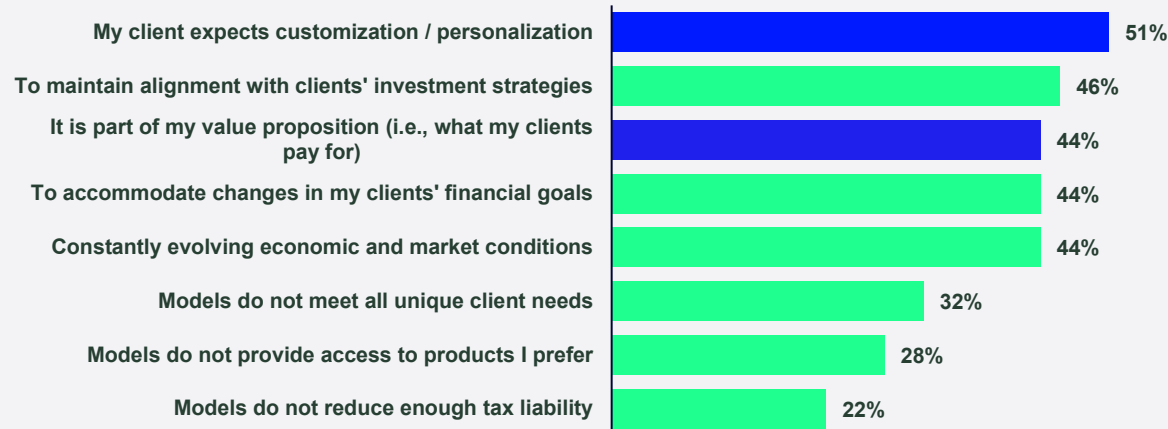 My client expects customization / personalization 51%
To maintain alignment with clients' investment strategies 46%
It is part of my value proposition (i.e., what my clients
pay for) 44%
To accommodate changes in my clients' financial goals 44%
Constantly evolving economic and market conditions 44%
Models do not meet all unique client needs 32%
Models do not provide access to products I prefer 28%
Models do not reduce enough tax liability 22%